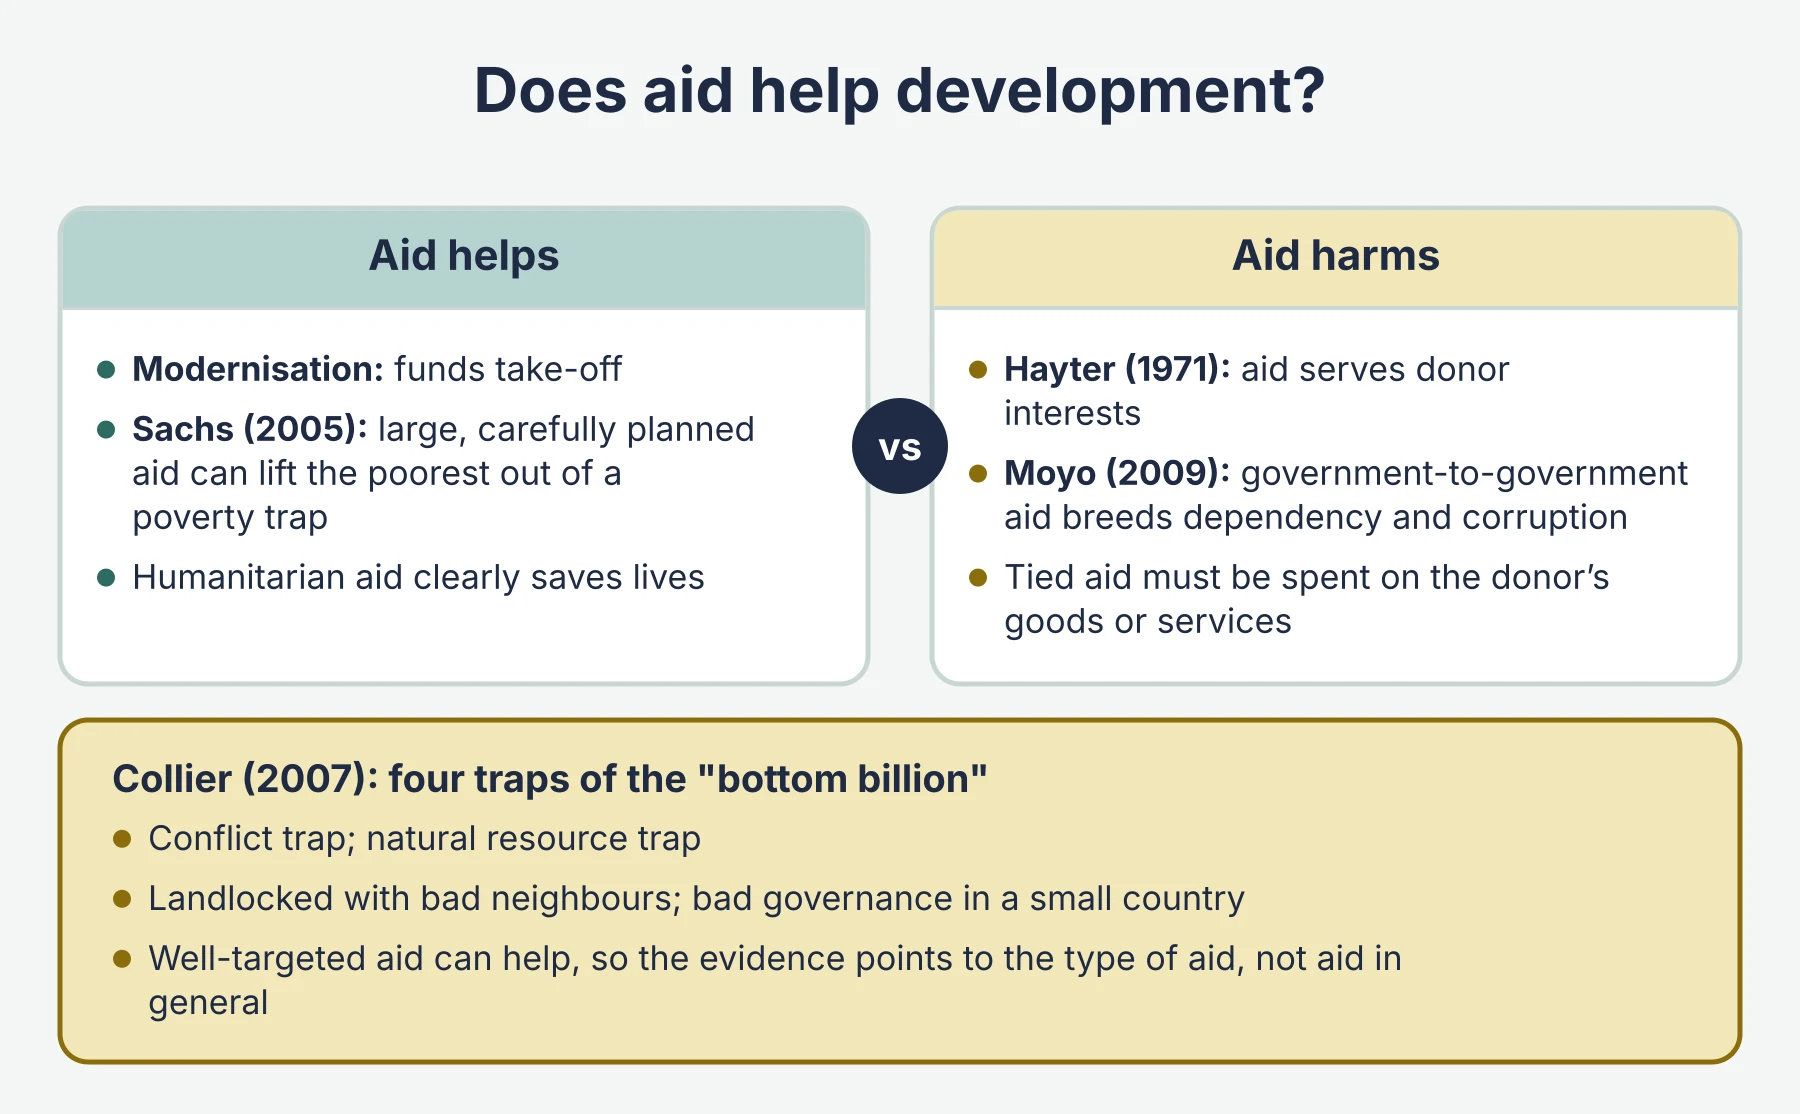 Does aid help development?
Aid helps
Modernisation: funds take-off
Sachs (2005): large, carefully planned
aid can lift the poorest out of a
poverty trap
Humanitarian aid clearly saves lives
vs
Aid harms
Hayter (1971): aid serves donor
interests
Moyo (2009): government-to-government
aid breeds dependency and corruption
Tied aid must be spent on the donor’s
goods or services
Collier (2007): four traps of the "bottom billion"
Conflict trap; natural resource trap
Landlocked with bad neighbours; bad governance in a small country
Well-targeted aid can help, so the evidence points to the type of aid, not aid in
general